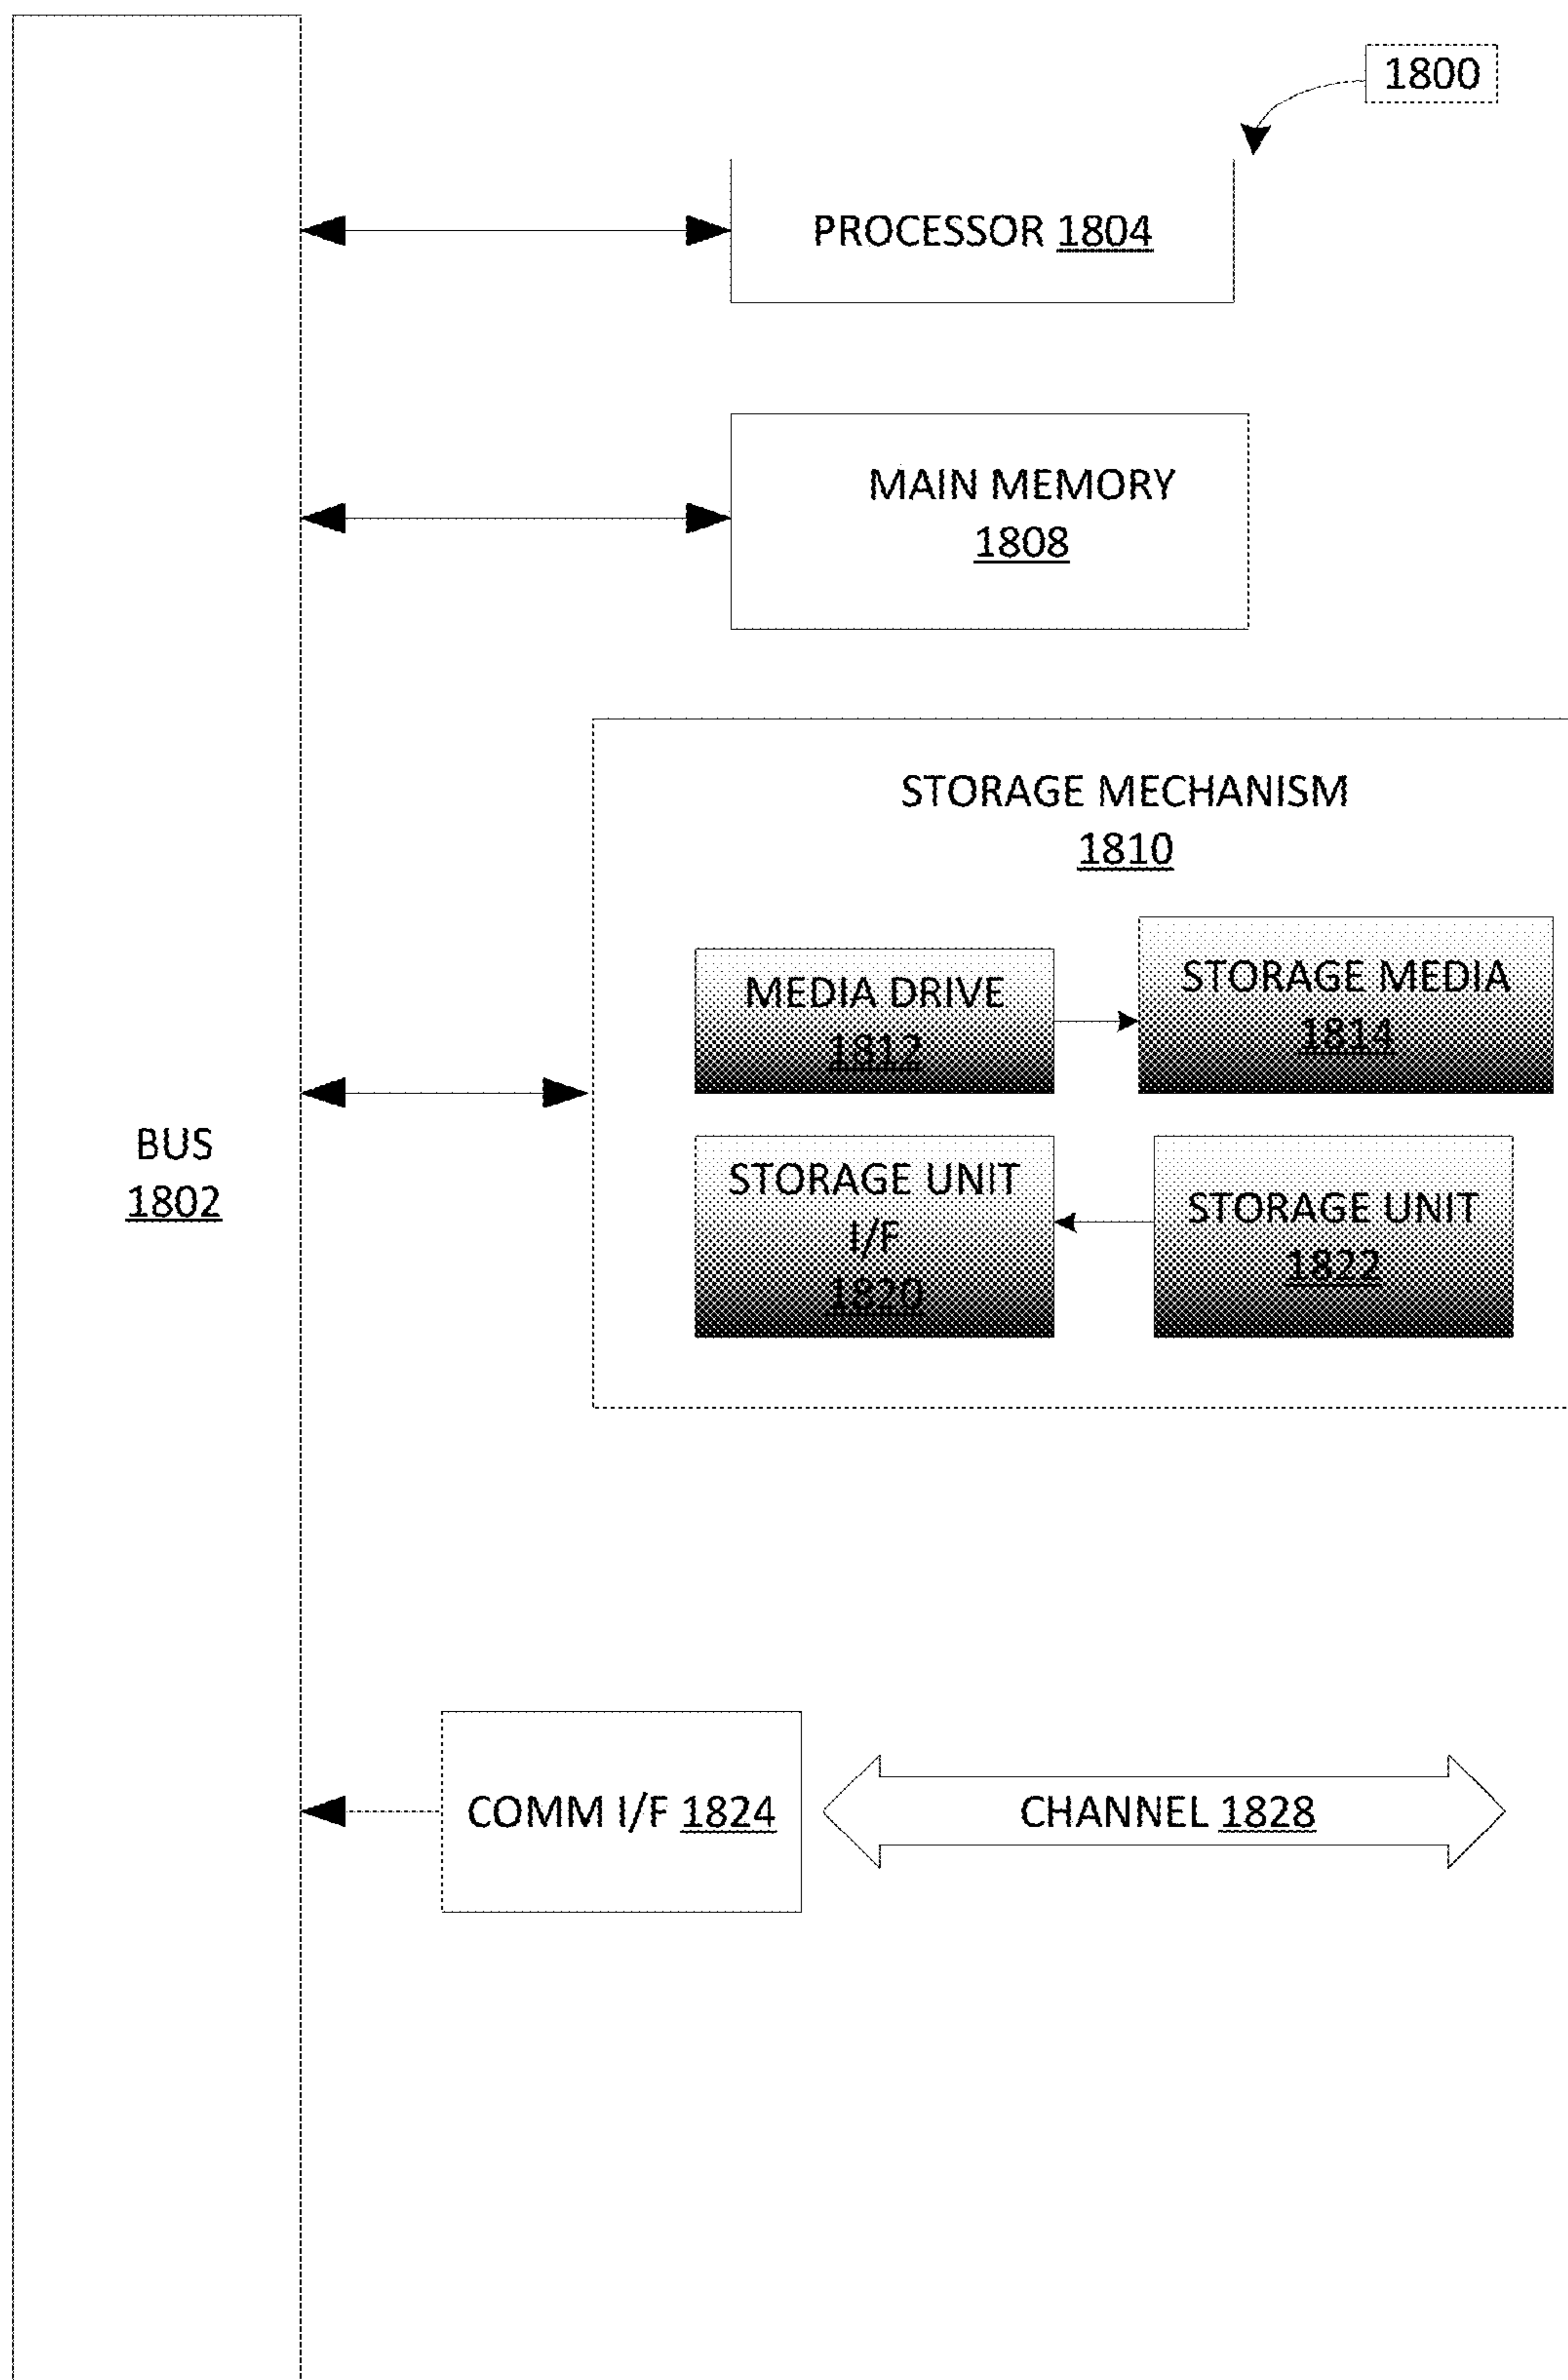 1800
PROCESSOR 1804
MAIN MEMORY
1808
STORAGE MECHANISM
1810
MEDIA DRIVE
1812
STORAGE MEDIA
1814
STORAGE UNIT
I/F
1820
STORAGE UNIT
1822
BUS
1802
COMM I/F 1824
CHANNEL 1828